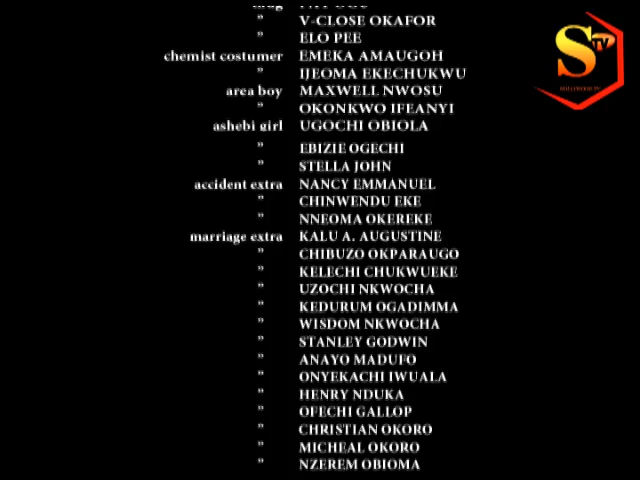 ” V-CLOSE OKAFOR
” ELO PEE
chemist costumer EMEKA AMAUGOH
” IJEOMA EKECHUKWU
area boy MAXWELL NWOSU
” OKONKWO IFEANYI
ashebi girl UGOCHI OBIOLA
” EBIZIE OGECHI
” STELLA JOHN
accident extra NANCY EMMANUEL
” CHINWENDU EKE
” NNEOMA OKEREKE
marriage extra KALU A. AUGUSTINE
” CHIBUZO OKPARAUGO
” KELECHI CHUKWUEKE
” UZOCHI NKWOCHA
” KEDURUM OGADIMMA
” WISDOM NKWOCHA
” STANLEY GODWIN
” ANAYO MADUFO
” ONYEKACHI IWUALA
” HENRY NDUKA
” OFECHI GALLOP
” CHRISTIAN OKORO
” MICHEAL OKORO
” NZEREM OBIOMA
S TV